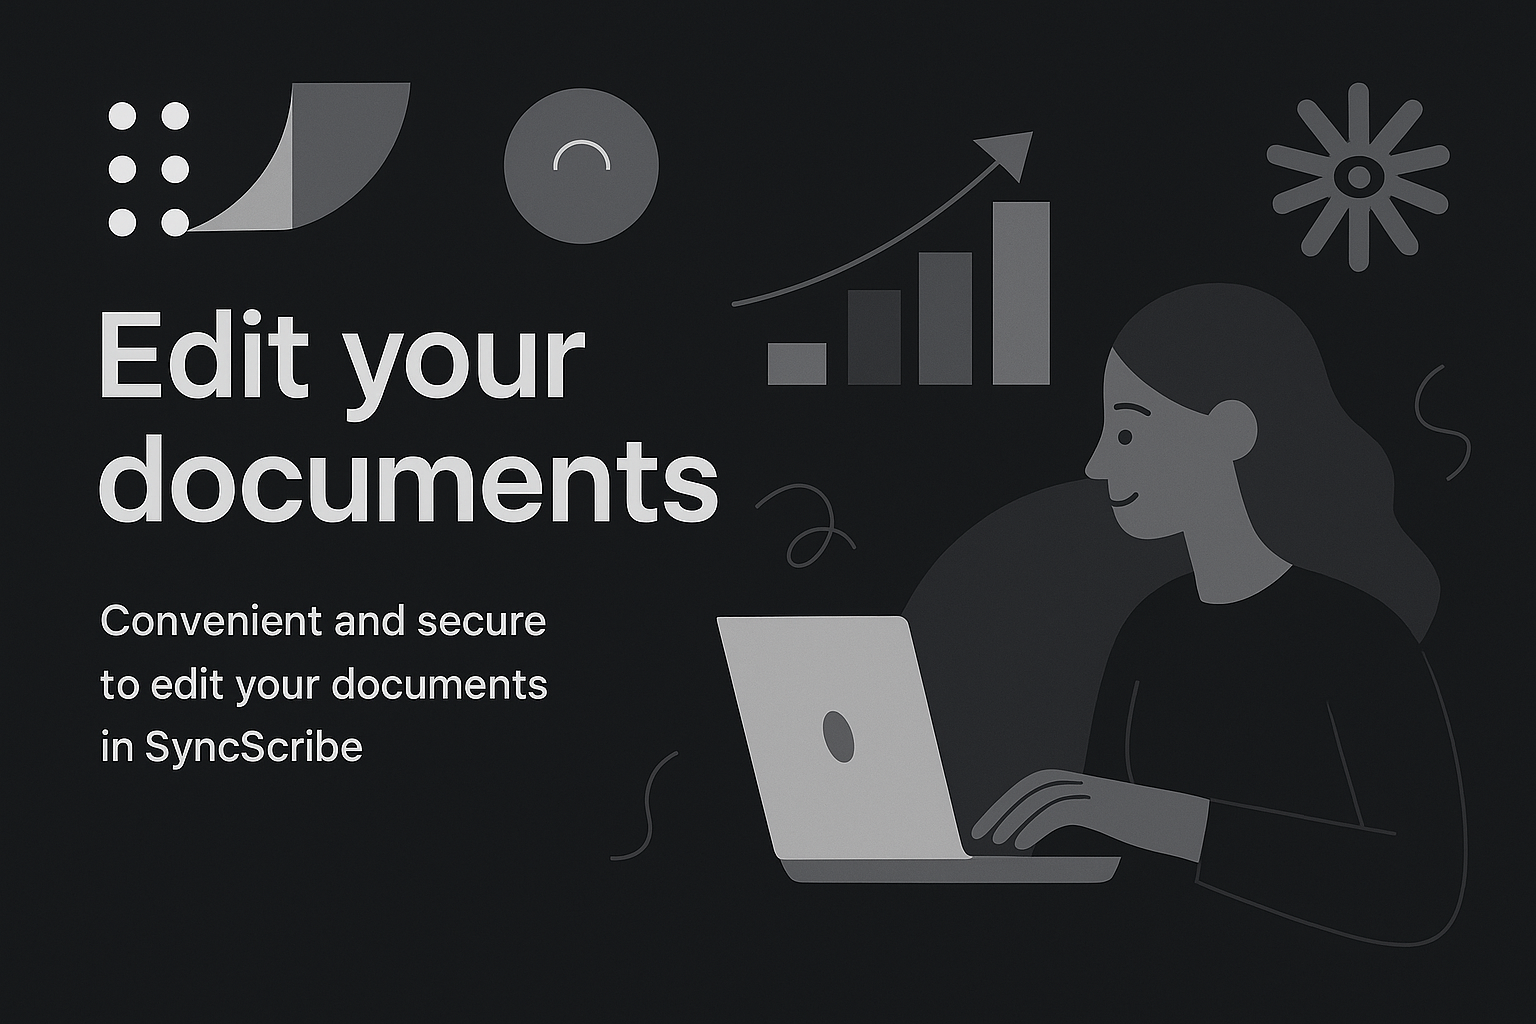 Edit your
documents
Convenient and secure
to edit your documents
in SyncScribe